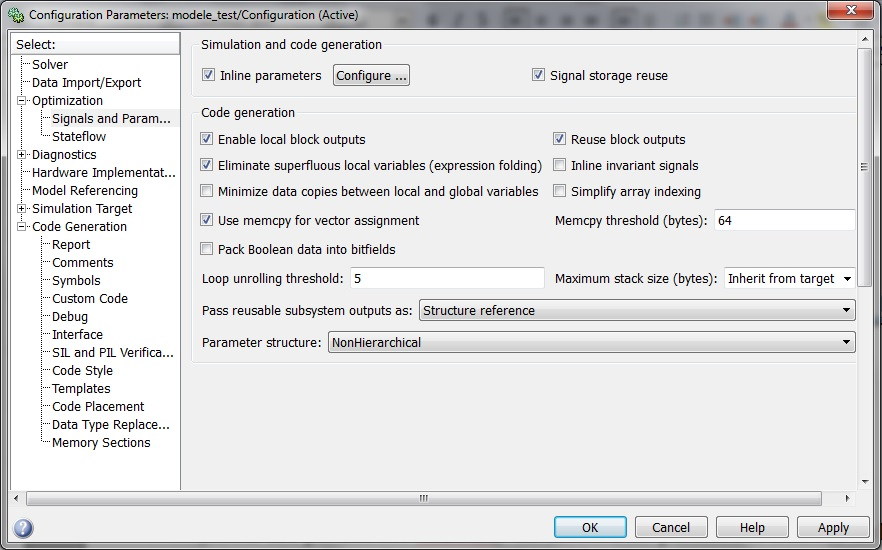 Configuration Parameters: modele_test/Configuration (Active)
Select:
Solver
Data Import/Export
Optimization
Signals and Param...
Stateflow
Diagnostics
Hardware Implementat...
Model Referencing
Simulation Target
Code Generation
Report
Comments
Symbols
Custom Code
Debug
Interface
SIL and PIL Verifica...
Code Style
Templates
Code Placement
Data Type Replace...
Memory Sections
Simulation and code generation
Inline parameters Configure ... Signal storage reuse
Code generation
Enable local block outputs Reuse block outputs
Eliminate superfluous local variables (expression folding) Inline invariant signals
Minimize data copies between local and global variables Simplify array indexing
Use memcpy for vector assignment Memcpy threshold (bytes): 64
Pack Boolean data into bitfields
Loop unrolling threshold: 5 Maximum stack size (bytes): Inherit from target
Pass reusable subsystem outputs as: Structure reference
Parameter structure: NonHierarchical
OK Cancel Help Apply